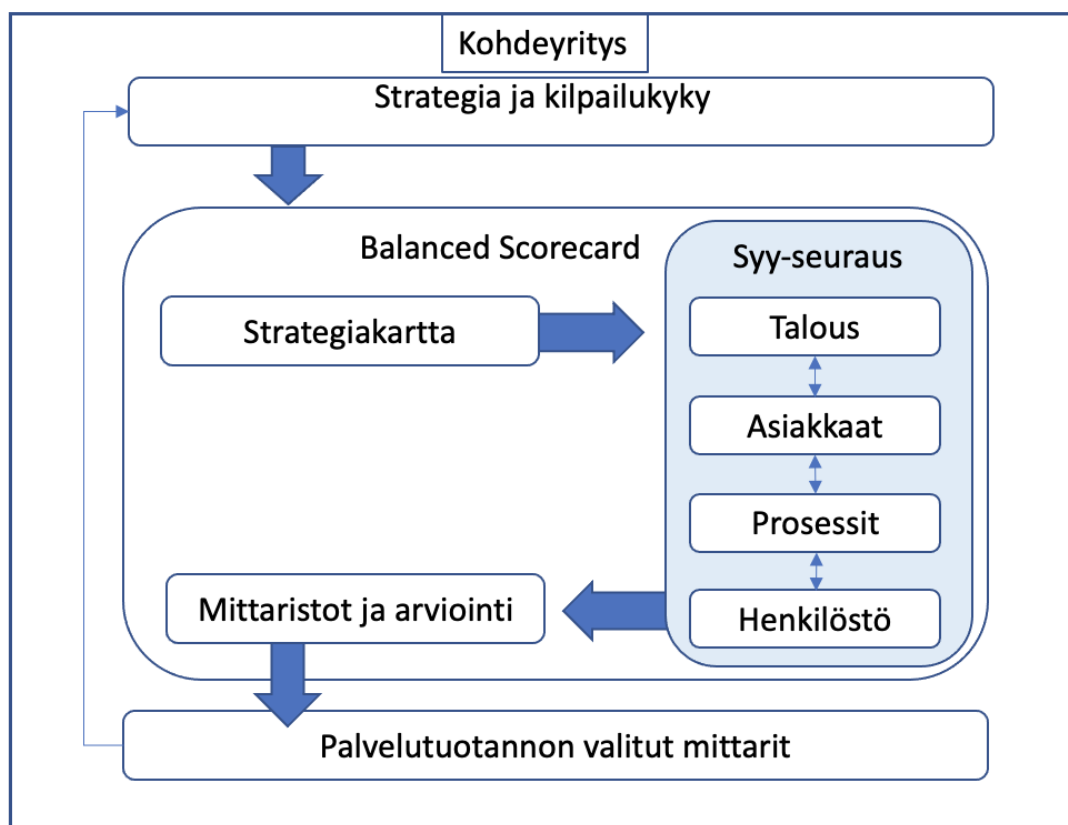 Kohdeyritys
Strategia ja kilpailukyky
Balanced Scorecard
Syy-seuraus
Strategiakartta
Talous
Asiakkaat
Prosessit
Mittaristot ja arviointi
Henkilöstö
Palvelutuotannon valitut mittarit